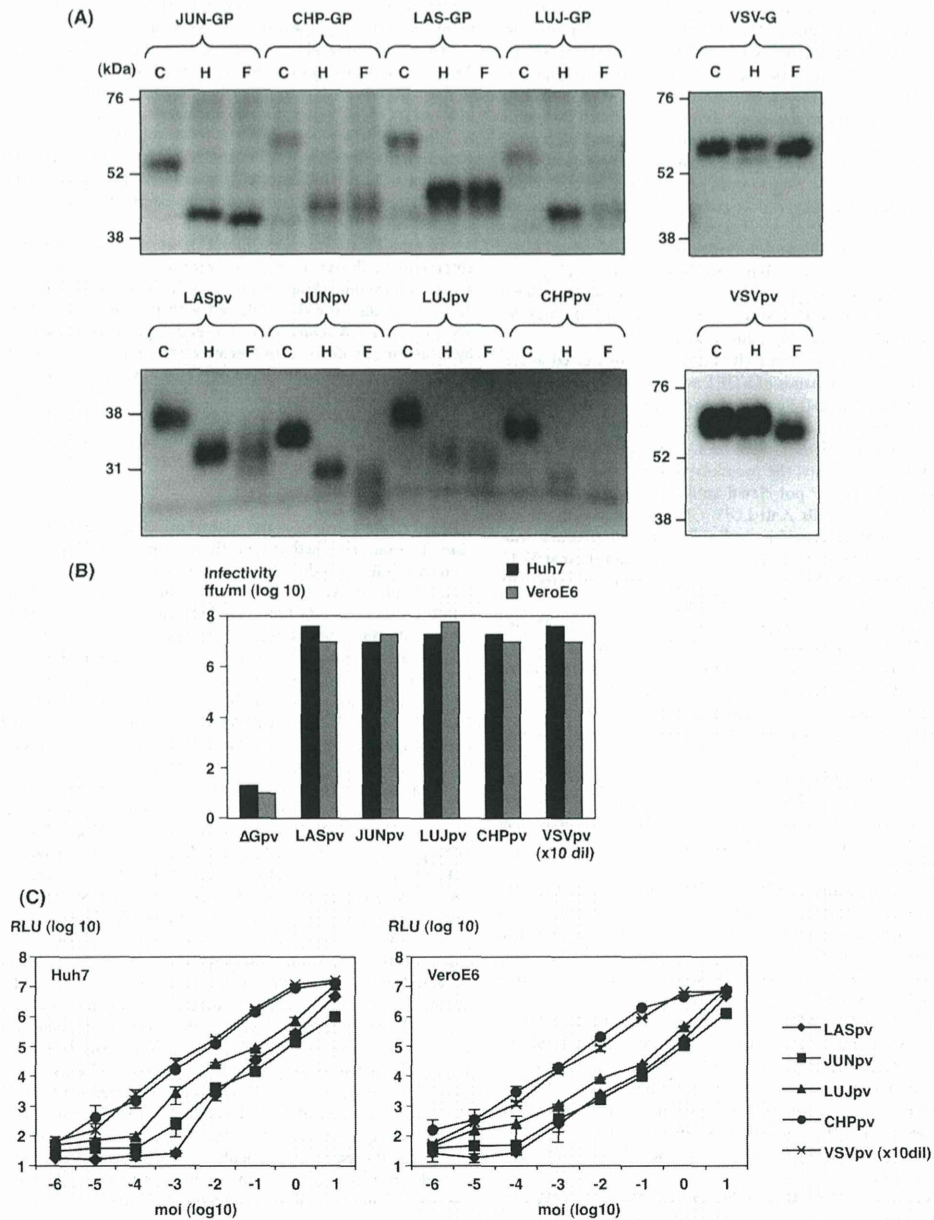 (A)
JUN-GP CHP-GP LAS-GP LUJ-GP VSV-G
(kDa) C H F C H F C H F C H F C H F
76
52
38
76
52
38
LASpv JUNpv LUJpv CHPpv VSVpv
C H F C H F C H F C H F C H F
38
31
76
52
38
(B)
Infectivity
ffu/ml (log 10)
Huh7
VeroE6
8
6
4
2
0
ΔGpv LASpv JUNpv LUJpv CHPpv VSVpv
(x10 dil)
(C)
RLU (log 10)
Huh7
8
7
6
5
4
3
2
1
-6 -5 -4 -3 -2 -1 0 1
moi (log10)
RLU (log 10)
VeroE6
8
7
6
5
4
3
2
1
-6 -5 -4 -3 -2 -1 0 1
moi (log10)
LASpv
JUNpv
LUJpv
CHPpv
VSVpv (x10dil)